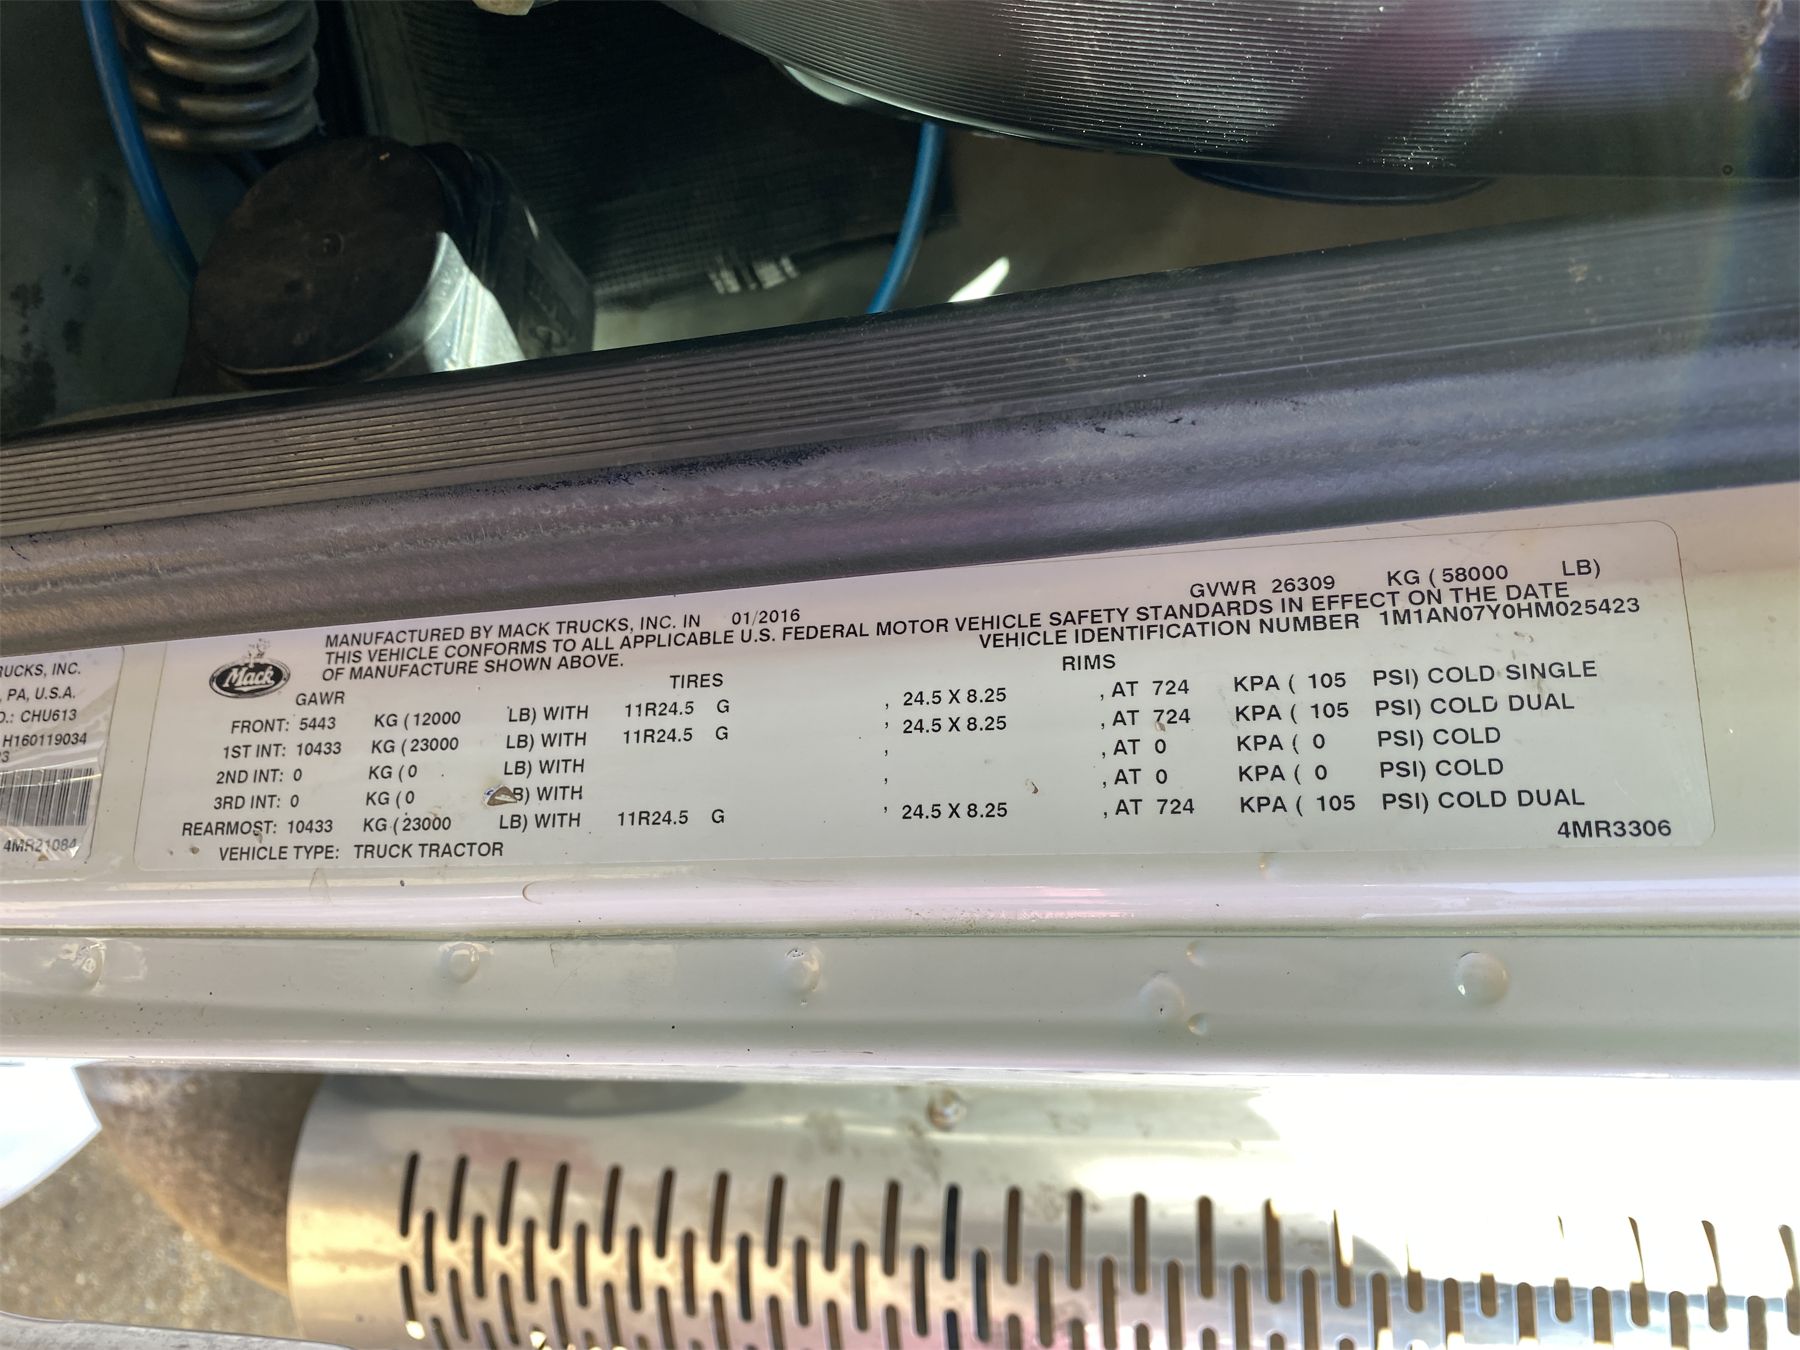 RUCKS, INC.
, PA, U.S.A.
O.: CHU613
H160119034
3
4MR21084
Mack
GVWR 26309 KG ( 58000 LB)
MANUFACTURED BY MACK TRUCKS, INC. IN 01/2016
THIS VEHICLE CONFORMS TO ALL APPLICABLE U.S. FEDERAL MOTOR VEHICLE SAFETY STANDARDS IN EFFECT ON THE DATE
OF MANUFACTURE SHOWN ABOVE.
VEHICLE IDENTIFICATION NUMBER 1M1AN07Y0HM025423
GAWR TIRES RIMS
FRONT: 5443 KG ( 12000 LB) WITH 11R24.5 G , 24.5 X 8.25 , AT 724 KPA ( 105 PSI) COLD SINGLE
1ST INT: 10433 KG ( 23000 LB) WITH 11R24.5 G , 24.5 X 8.25 , AT 724 KPA ( 105 PSI) COLD DUAL
2ND INT: 0 KG ( 0 LB) WITH , , AT 0 KPA ( 0 PSI) COLD
3RD INT: 0 KG ( 0 B) WITH , , AT 0 KPA ( 0 PSI) COLD
REARMOST: 10433 KG ( 23000 LB) WITH 11R24.5 G , 24.5 X 8.25 , AT 724 KPA ( 105 PSI) COLD DUAL
VEHICLE TYPE: TRUCK TRACTOR
4MR3306